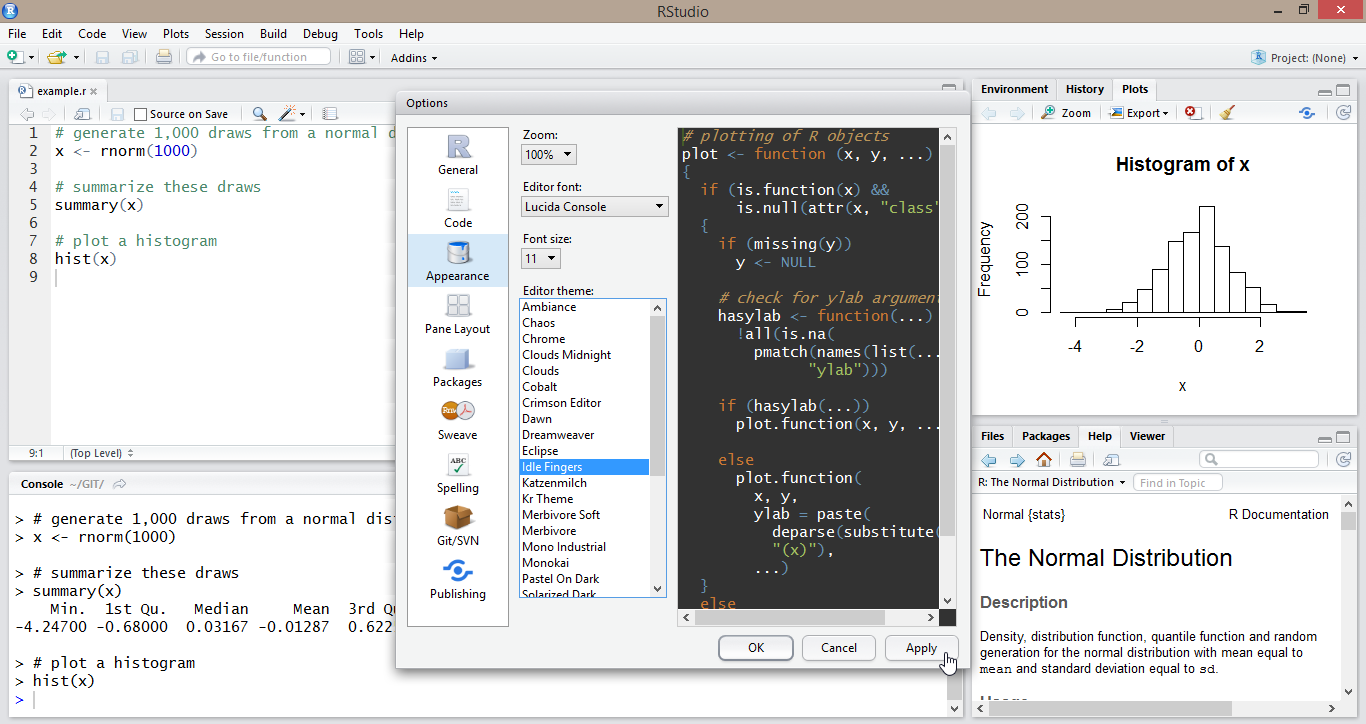 RStudio
File Edit Code View Plots Session Build Debug Tools Help
Go to file/function Addins Project: (None)
example.r
Source on Save
1 # generate 1,000 draws from a normal d
2 x <- rnorm(1000)
3
4 # summarize these draws
5 summary(x)
6
7 # plot a histogram
8 hist(x)
9
9:1 (Top Level)
Console ~/GIT/
> # generate 1,000 draws from a normal dis
> x <- rnorm(1000)
> # summarize these draws
> summary(x)
Min. 1st Qu. Median Mean 3rd Qu
-4.24700 -0.68000 0.03167 -0.01287 0.622
> # plot a histogram
> hist(x)
>
Options
General
Code
Appearance
Pane Layout
Packages
Sweave
ABC
Spelling
Git/SVN
Publishing
Zoom:
100%
Editor font:
Lucida Console
Font size:
11
Editor theme:
Ambiance
Chaos
Chrome
Clouds Midnight
Clouds
Cobalt
Crimson Editor
Dawn
Dreamweaver
Eclipse
Idle Fingers
Katzenmilch
Kr Theme
Merbivore Soft
Merbivore
Mono Industrial
Monokai
Pastel On Dark
Solarized Dark
# plotting of R objects
plot <- function (x, y, ...)
{
if (is.function(x) &&
is.null(attr(x, "class"
{
if (missing(y))
y <- NULL
# check for ylab argument
hasylab <- function(...)
!all(is.na(
pmatch(names(list(...
"ylab")))
if (hasylab(...))
plot.function(x, y, ...
else
plot.function(
x, y,
ylab = paste(
deparse(substitute(
"(x)"),
...)
}
else
OK Cancel Apply
Environment History Plots
Zoom Export
Histogram of x
Frequency
200
100
0
-4 -2 0 2
x
Files Packages Help Viewer
R: The Normal Distribution Find in Topic
Normal {stats} R Documentation
The Normal Distribution
Description
Density, distribution function, quantile function and random
generation for the normal distribution with mean equal to
mean and standard deviation equal to sd.
Usage